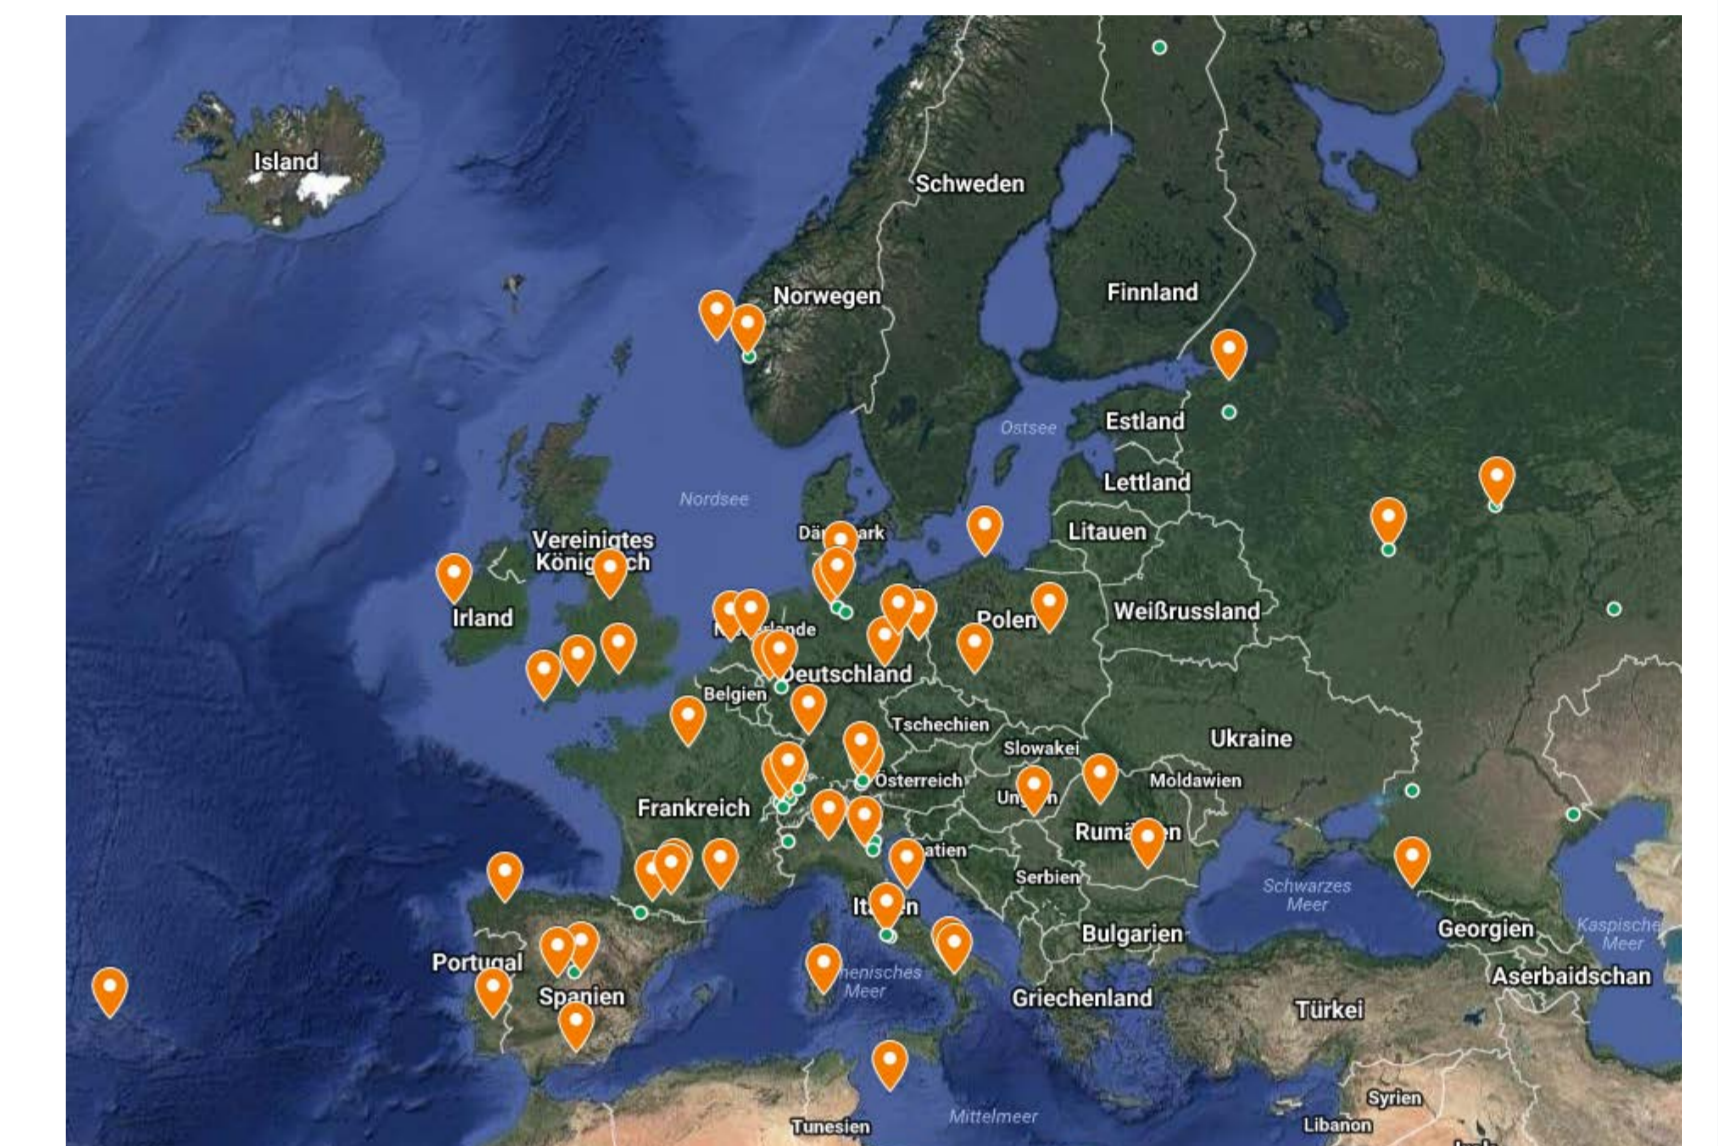 Island
Schweden
Norwegen
Finnland
Estland
Ostsee
Lettland
Nordsee
Litauen
Vereinigtes
Irland
Polen
Weißrussland
Deutschland
Belgien
Tschechien
Slowakei
Ukraine
Österreich
Moldawien
Frankreich
Serbien
Schwarzes
Meer
Bulgarien
Georgien
Kaspische
Meer
Portugal
Aserbaidschan
Meer
Spanien
Griechenland
Türkei
Syrien
Mittelmeer
Tunesien
Libanon